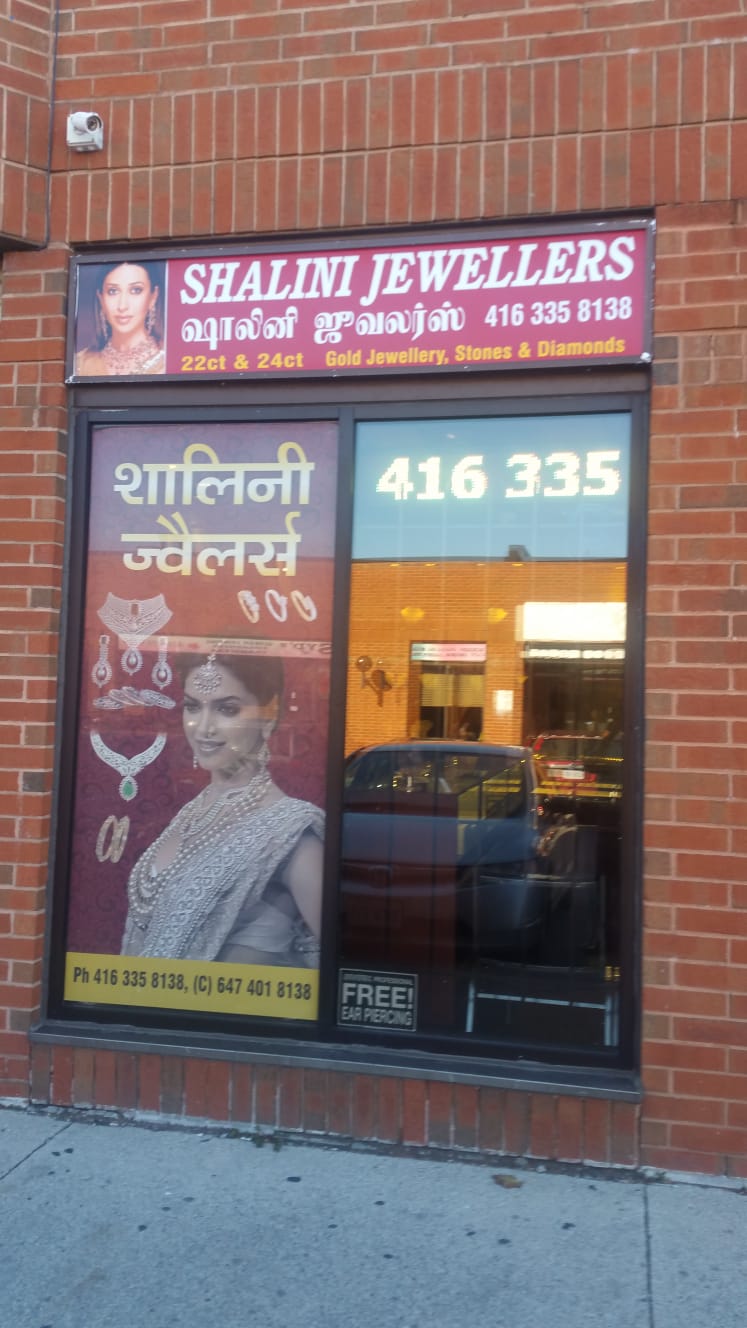 SHALINI JEWELLERS
ஷாலினி ஜுவலர்ஸ் 416 335 8138
22ct & 24ct Gold Jewellery, Stones & Diamonds
शालिनी
ज्वैलर्स
416 335
Ph 416 335 8138, (C) 647 401 8138
FREE!
EAR PIERCING